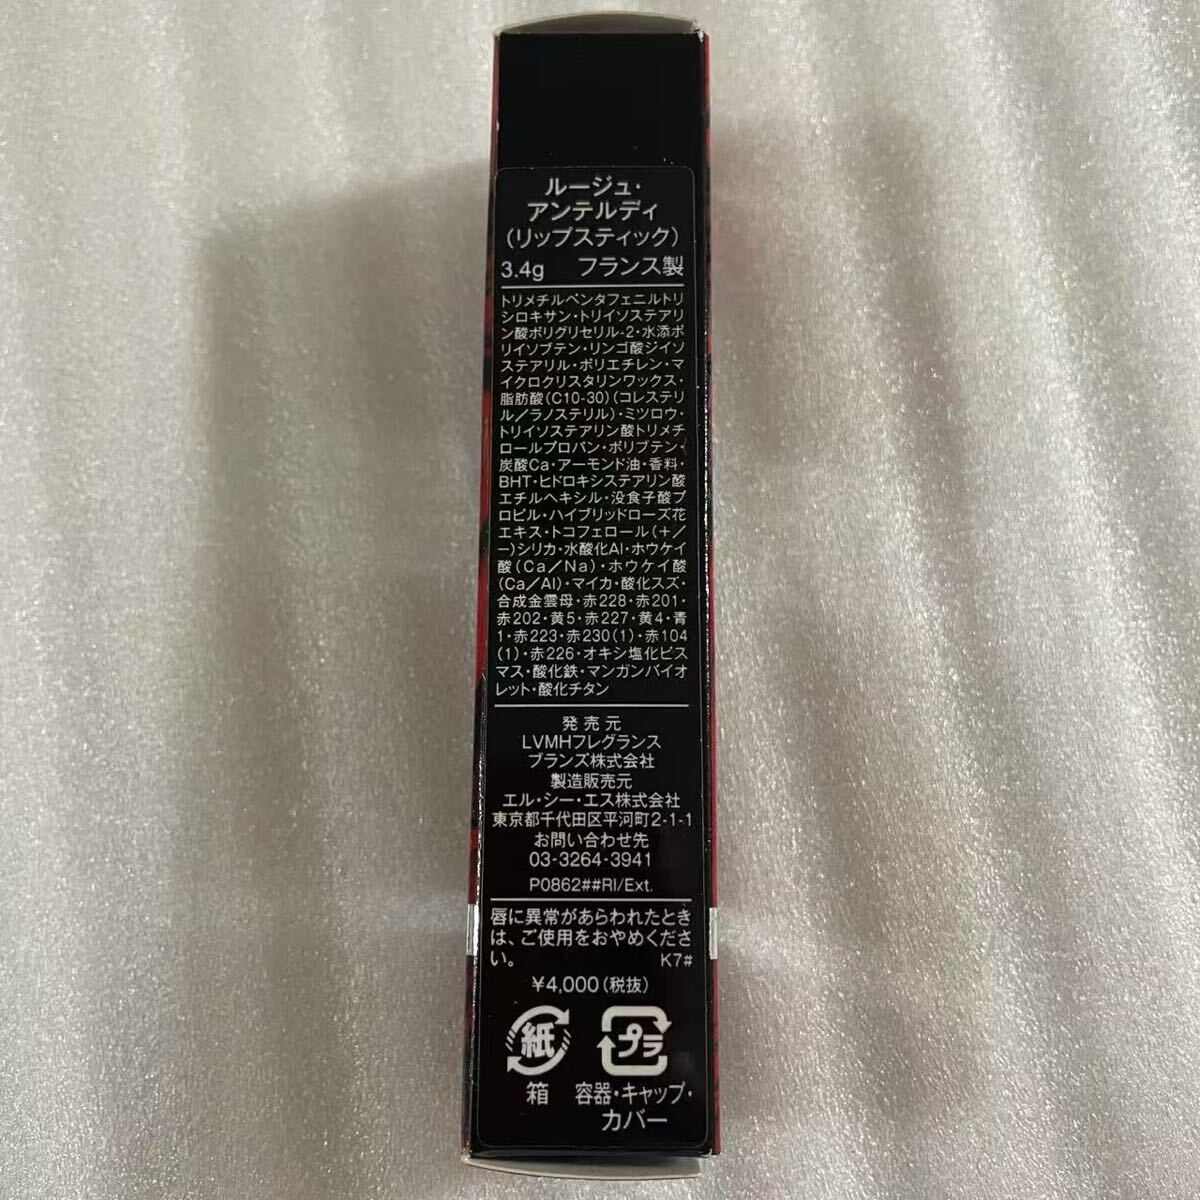 ルージュ・
アンテルディ
(リップスティック)
3.4g フランス製
トリメチルペンタフェニルトリ
シロキサン・トリイソステアリ
ン酸ポリグリセリル-2・水添ポ
リイソブテン・リンゴ酸ジイソ
ステアリル・ポリエチレン・マ
イクロクリスタリンワックス・
脂肪酸(C10-30)(コレステリ
ル/ラノステリル)・ミツロウ・
トリイソステアリン酸トリメチ
ロールプロパン・ポリブテン・
炭酸Ca・アーモンド油・香料・
BHT・ヒドロキシステアリン酸
エチルヘキシル・没食子酸プ
ロピル・ハイブリッドローズ花
エキス・トコフェロール(+/
−)シリカ・水酸化Al・ホウケイ
酸(Ca/Na)・ホウケイ酸
(Ca/Al)・マイカ・酸化スズ・
合成金雲母・赤228・赤201・
赤202・黄5・赤227・黄4・青
1・赤223・赤230(1)・赤104
(1)・赤226・オキシ塩化ビス
マス・酸化鉄・マンガンバイオ
レット・酸化チタン
発売元
LVMHフレグランス
ブランズ株式会社
製造販売元
エル・シー・エス株式会社
東京都千代田区平河町2-1-1
お問い合わせ先
03-3264-3941
P0862##RI/Ext.
唇に異常があらわれたとき
は、ご使用をおやめくださ
い。 K7#
¥4,000(税抜)
紙 プラ
箱 容器・キャップ・
カバー